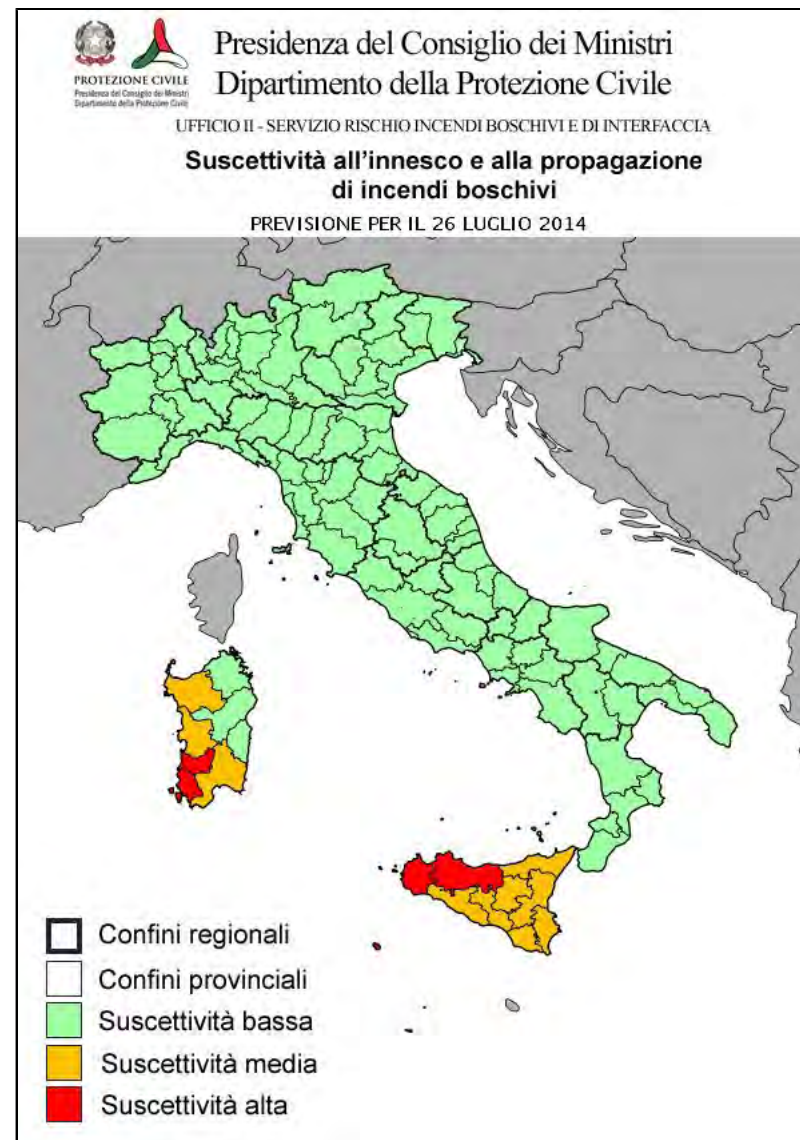 PROTEZIONE CIVILE
Presidenza del Consiglio dei Ministri
Dipartimento della Protezione Civile
Presidenza del Consiglio dei Ministri
Dipartimento della Protezione Civile
UFFICIO II - SERVIZIO RISCHIO INCENDI BOSCHIVI E DI INTERFACCIA
Suscettività all'innesco e alla propagazione
di incendi boschivi
PREVISIONE PER IL 26 LUGLIO 2014
Confini regionali
Confini provinciali
Suscettività bassa
Suscettività media
Suscettività alta